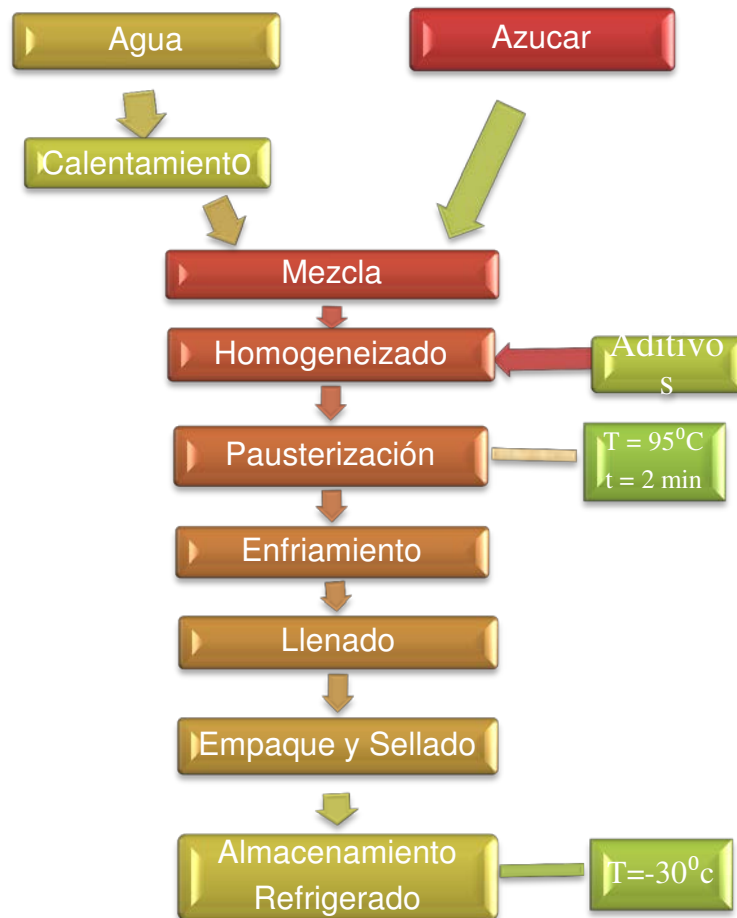 Agua
Azucar
Calentamiento
Mezcla
Homogeneizado
Aditivo
s
Pausterización
T = 95⁰C
t = 2 min
Enfriamiento
Llenado
Empaque y Sellado
Almacenamiento
Refrigerado
T=-30⁰c